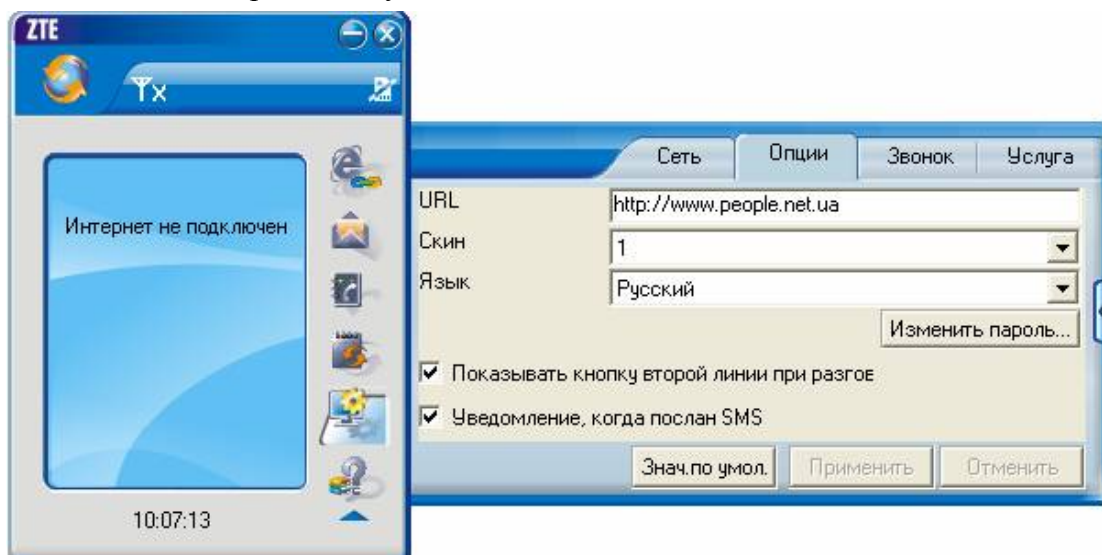 ZTE
Интернет не подключен
10:07:13
Сеть Опции Звонок Услуга
URL http://www.people.net.ua
Скин 1
Язык Русский
Изменить пароль...
Показывать кнопку второй линии при разгов
Уведомление, когда послан SMS
Знач.по умол. Применить Отменить